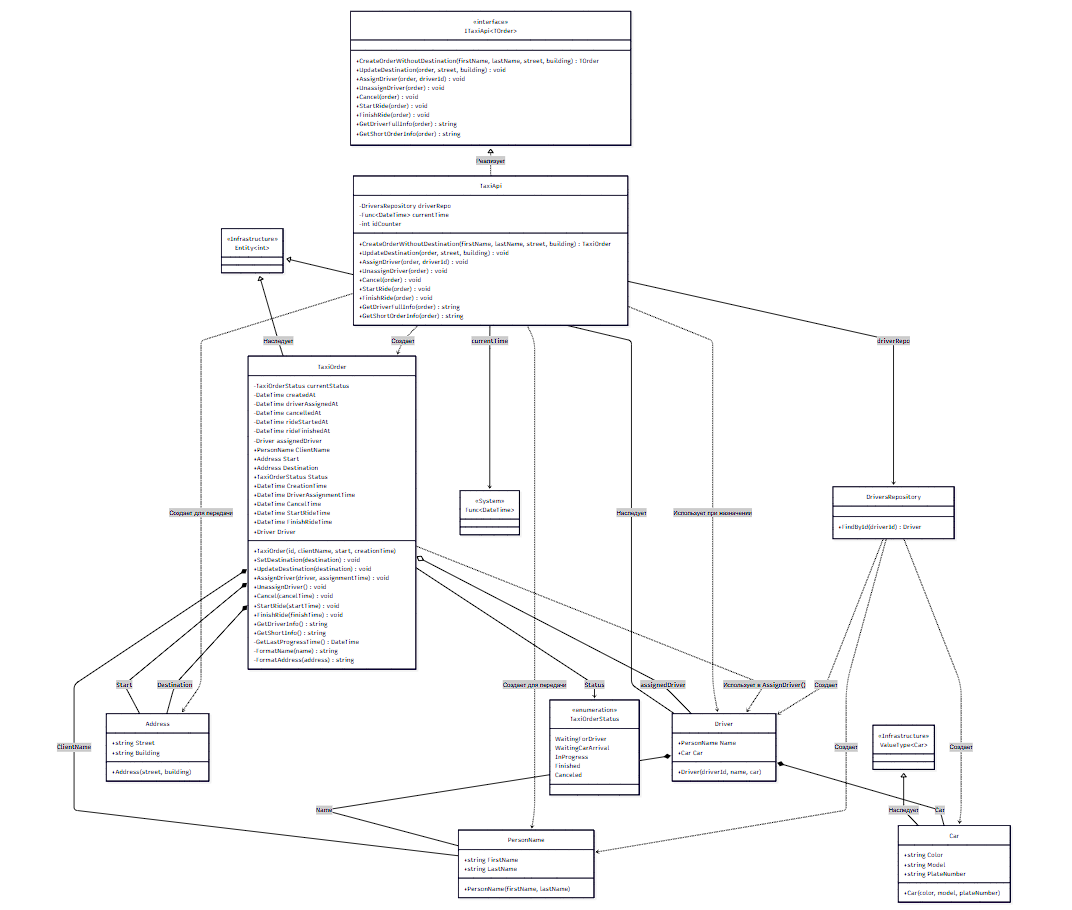 «interface»
ITaxiApi<TOrder>
+CreateOrderWithoutDestination(firstName, lastName, street, building) : TOrder
+UpdateDestination(order, street, building) : void
+AssignDriver(order, driverId) : void
+UnassignDriver(order) : void
+Cancel(order) : void
+StartRide(order) : void
+FinishRide(order) : void
+GetDriverFullInfo(order) : string
+GetShortOrderInfo(order) : string
Реализует
TaxiApi
-DriversRepository driverRepo
-Func<DateTime> currentTime
-int idCounter
+CreateOrderWithoutDestination(firstName, lastName, street, building) : TaxiOrder
+UpdateDestination(order, street, building) : void
+AssignDriver(order, driverId) : void
+UnassignDriver(order) : void
+Cancel(order) : void
+StartRide(order) : void
+FinishRide(order) : void
+GetDriverFullInfo(order) : string
+GetShortOrderInfo(order) : string
«Infrastructure»
Entity<int>
Наследует
Создает
currentTime
driverRepo
TaxiOrder
-TaxiOrderStatus currentStatus
-DateTime createdAt
-DateTime driverAssignedAt
-DateTime cancelledAt
-DateTime rideStartedAt
-DateTime rideFinishedAt
-Driver assignedDriver
+PersonName ClientName
+Address Start
+Address Destination
+TaxiOrderStatus Status
+DateTime CreationTime
+DateTime DriverAssignmentTime
+DateTime CancelTime
+DateTime StartRideTime
+DateTime FinishRideTime
+Driver Driver
+TaxiOrder(id, clientName, start, creationTime)
+SetDestination(destination) : void
+UpdateDestination(destination) : void
+AssignDriver(driver, assignmentTime) : void
+UnassignDriver() : void
+Cancel(cancelTime) : void
+StartRide(startTime) : void
+FinishRide(finishTime) : void
+GetDriverInfo() : string
+GetShortInfo() : string
-GetLastProgressTime() : DateTime
-FormatName(name) : string
-FormatAddress(address) : string
«System»
Func<DateTime>
DriversRepository
+FindById(driverId) : Driver
Создает для передачи
Наследует
Использует при назначении
Start
Destination
Создает для передачи
Status
assignedDriver
Использует в AssignDriver()
Создает
Address
+string Street
+string Building
+Address(street, building)
«enumeration»
TaxiOrderStatus
WaitingForDriver
WaitingCarArrival
InProgress
Finished
Canceled
Driver
+PersonName Name
+Car Car
+Driver(driverId, name, car)
«Infrastructure»
ValueType<Car>
ClientName
Создает
Создает
Name
Наследует
Car
PersonName
+string FirstName
+string LastName
+PersonName(firstName, lastName)
Car
+string Color
+string Model
+string PlateNumber
+Car(color, model, plateNumber)